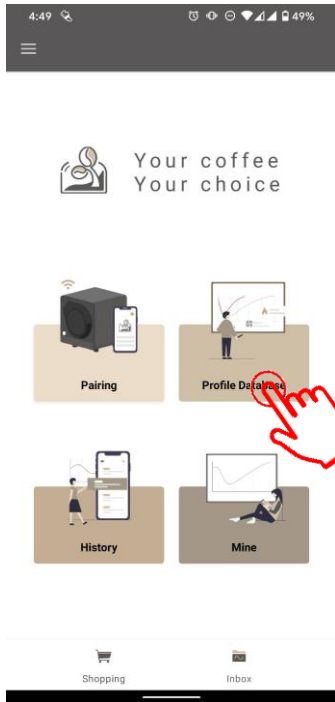 4:49
49%
Your coffee
Your choice
Pairing
Profile Database
History
Mine
Shopping
Inbox